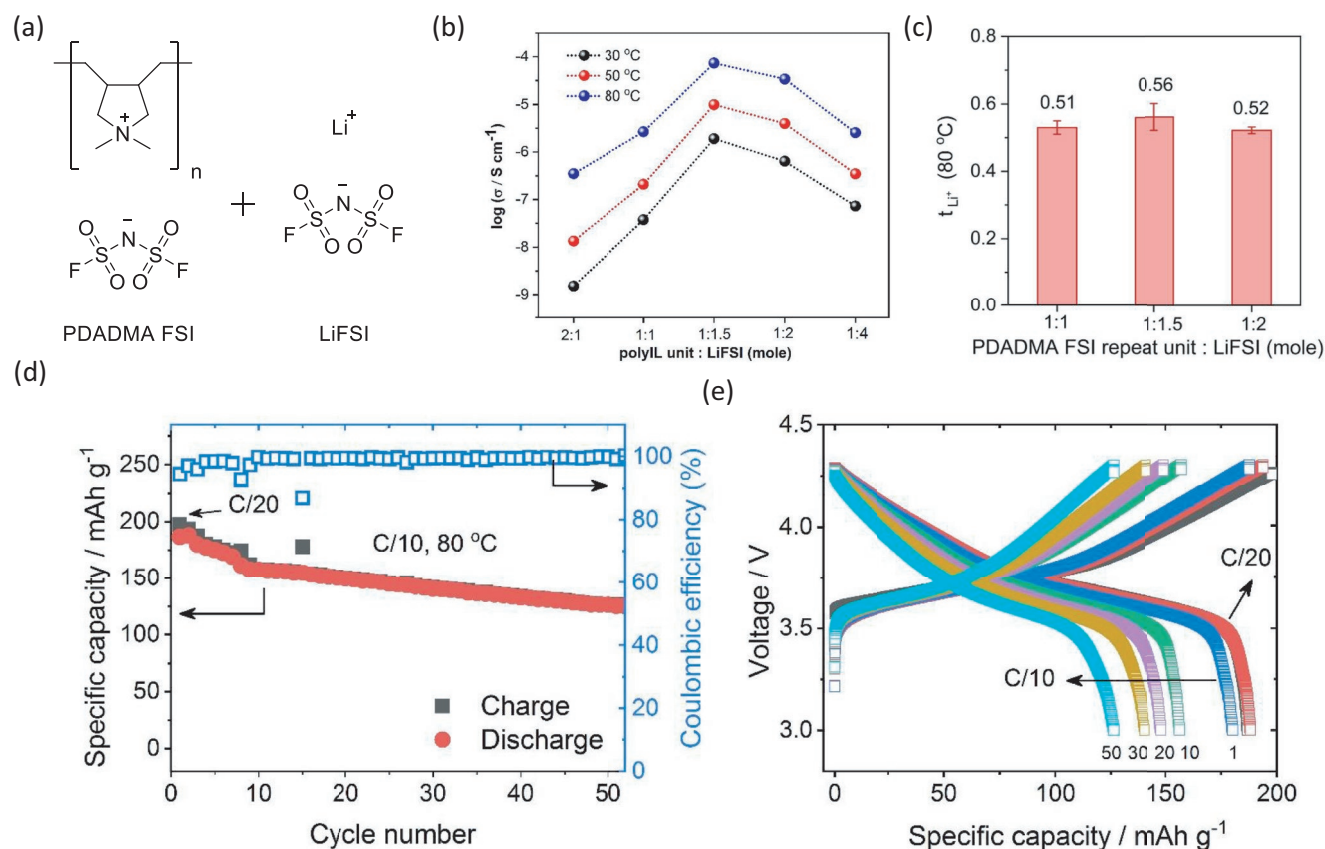 (a)
n
N
+
Li+
+
O
O
−
N
S
S
F
O
O
F
O
O
−
N
S
S
F
O
O
F
PDADMA FSI
LiFSI
(b)
30 °C
50 °C
80 °C
log (σ / S cm-1)
-4
-5
-6
-7
-8
-9
2:1
1:1
1:1.5
1:2
1:4
polyIL unit : LiFSI (mole)
(c)
tLi+ (80 °C)
0.8
0.6
0.4
0.2
0.0
0.51
0.56
0.52
1:1
1:1.5
1:2
PDADMA FSI repeat unit : LiFSI (mole)
(d)
Specific capacity / mAh g-1
250
200
150
100
50
0
C/20
C/10, 80 °C
Charge
Discharge
100
80
60
40
20
0
Coulombic efficiency (%)
0
10
20
30
40
50
Cycle number
(e)
Voltage / V
4.5
4.0
3.5
3.0
C/20
C/10
50
30
20
10
1
0
50
100
150
200
Specific capacity / mAh g-1